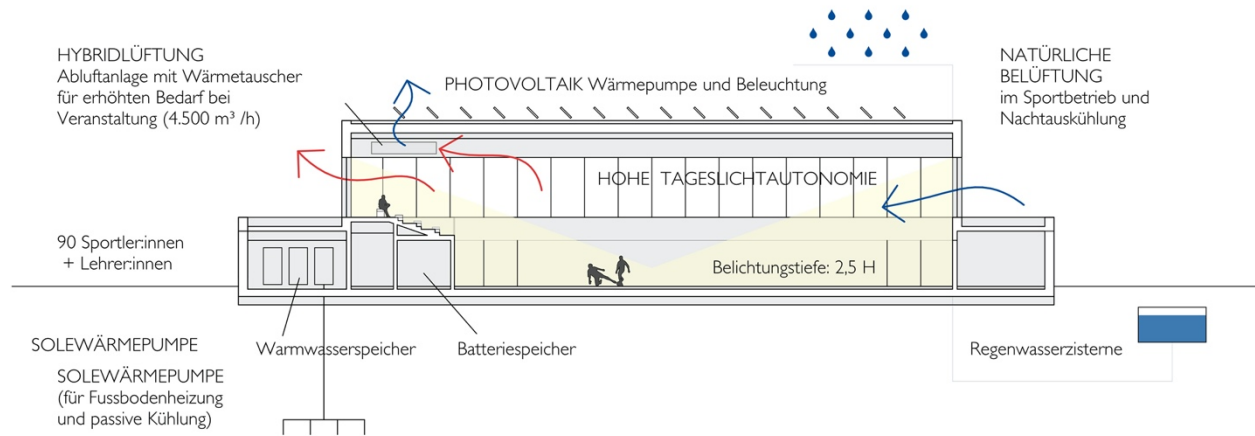 HYBRIDLÜFTUNG
Abluftanlage mit Wärmetauscher
für erhöhten Bedarf bei
Veranstaltung (4.500 m³ /h)
PHOTOVOLTAIK Wärmepumpe und Beleuchtung
NATÜRLICHE
BELÜFTUNG
im Sportbetrieb und
Nachtauskühlung
HOHE TAGESLICHTAUTONOMIE
90 Sportler:innen
+ Lehrer:innen
Belichtungstiefe: 2,5 H
SOLEWÄRMEPUMPE
Warmwasserspeicher
Batteriespeicher
Regenwasserzisterne
SOLEWÄRMEPUMPE
(für Fussbodenheizung
und passive Kühlung)